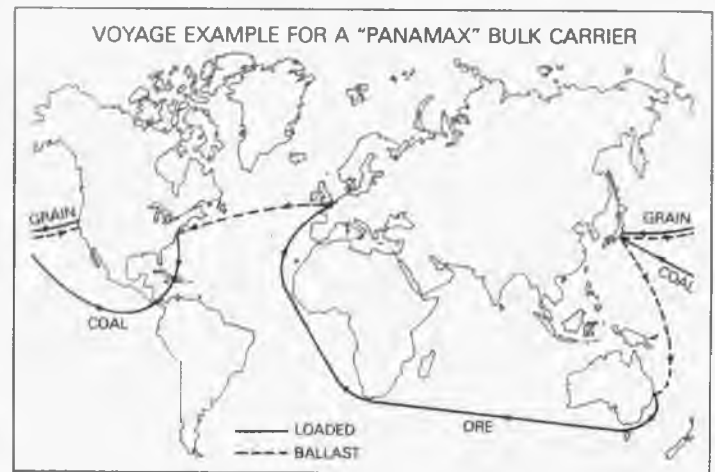 VOYAGE EXAMPLE FOR A "PANAMAX" BULK CARRIER
GRAIN
GRAIN
COAL
COAL
ORE
LOADED
BALLAST